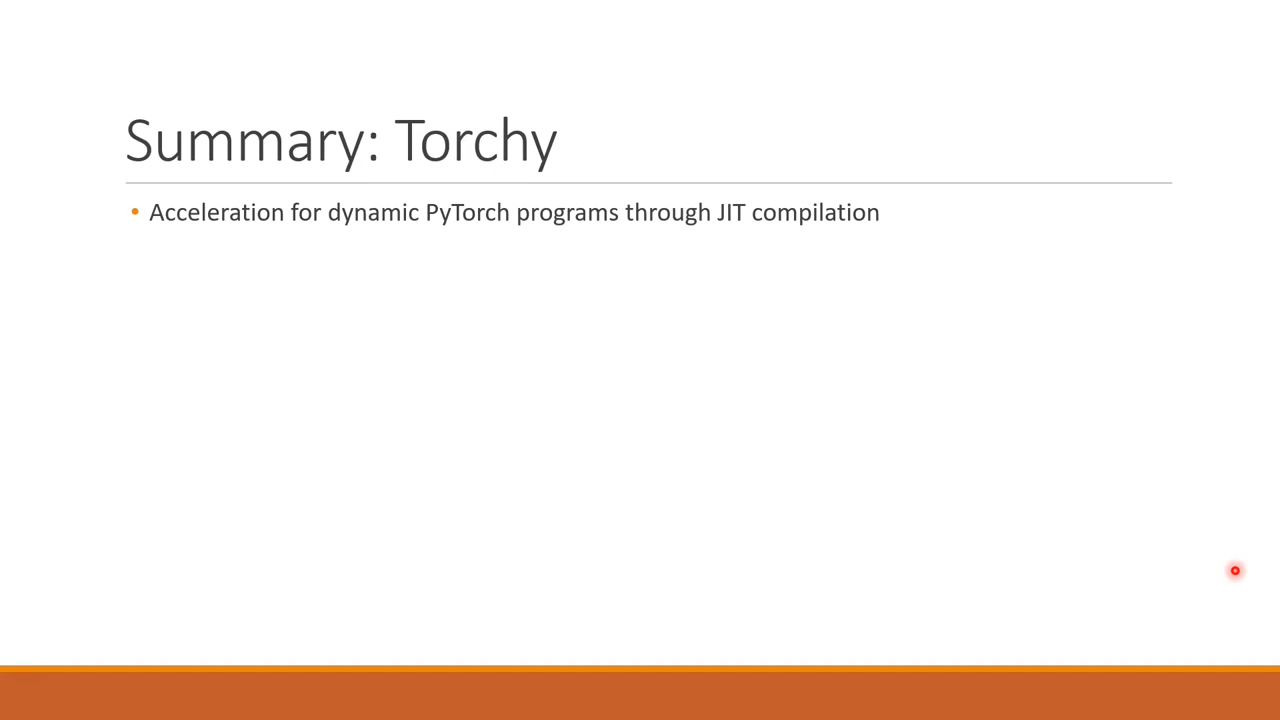 Summary: Torchy
• Acceleration for dynamic PyTorch programs through JIT compilation